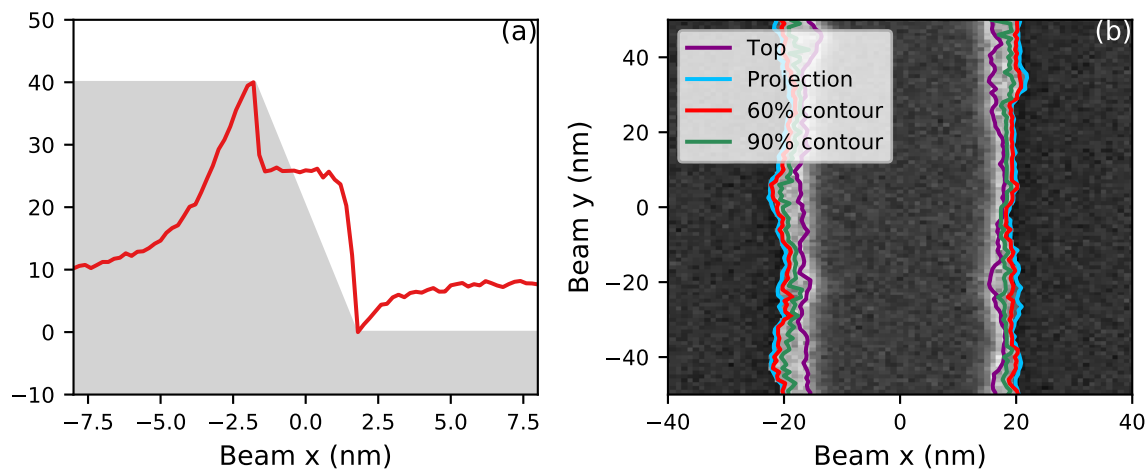 50
40
30
20
10
0
−10
(a)
−7.5 −5.0 −2.5 0.0 2.5 5.0 7.5
Beam x (nm)
Beam y (nm)
40
20
0
−20
−40
(b)
Top
Projection
60% contour
90% contour
−40 −20 0 20 40
Beam x (nm)